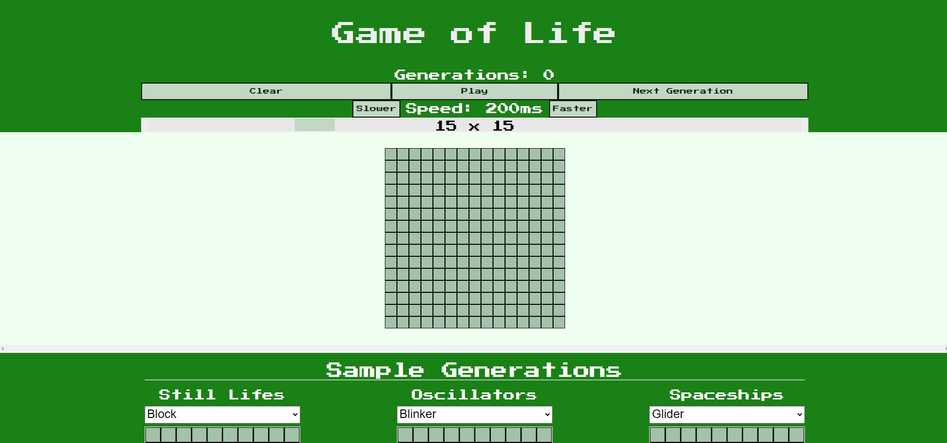 Game of Life
Generations: 0
Clear Play Next Generation
Slower Speed: 200ms Faster
15 x 15
Sample Generations
Still Lifes Oscillators Spaceships
Block Blinker Glider